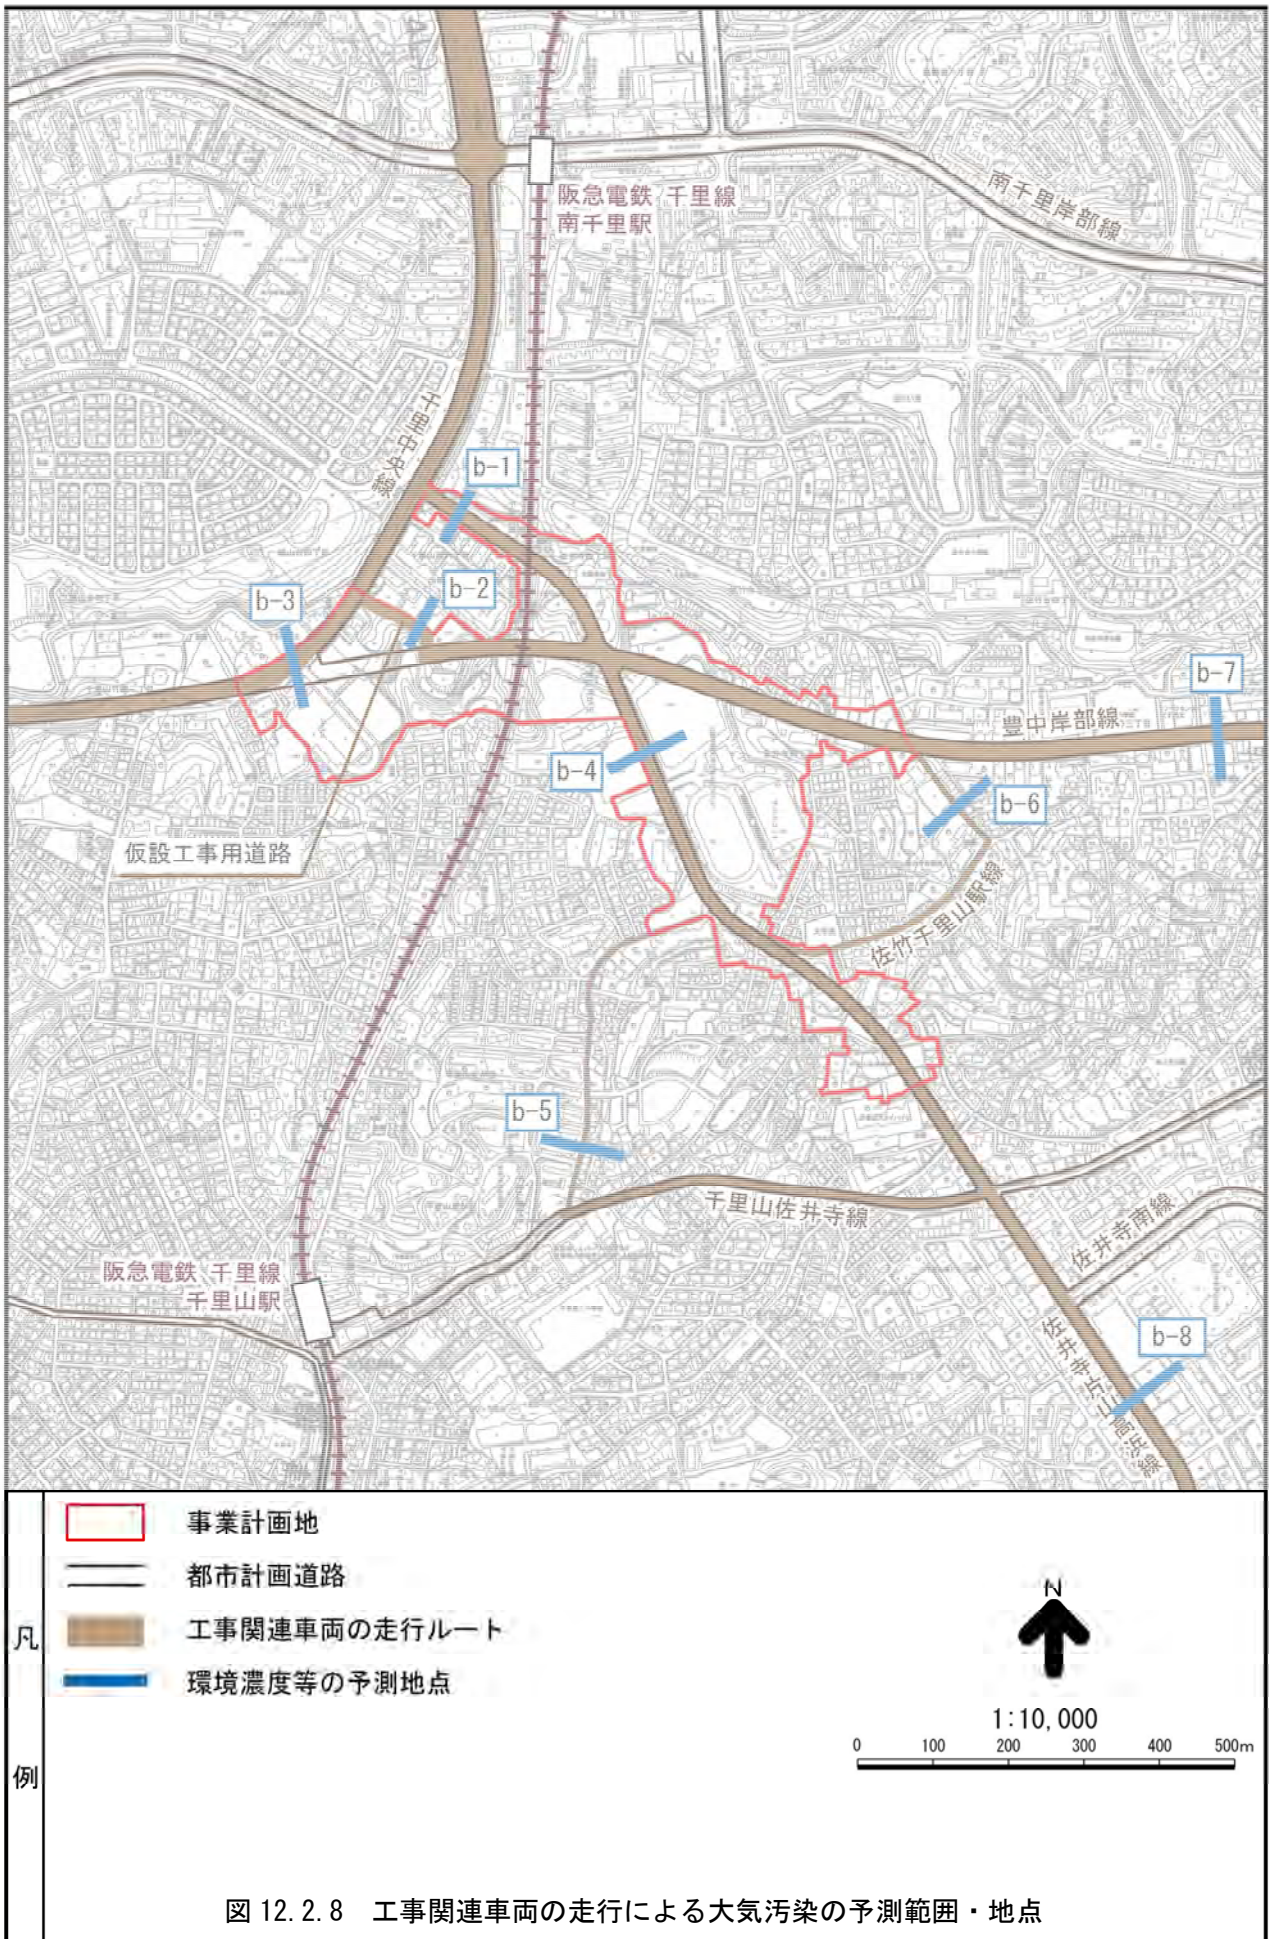 阪急電鉄 千里線
南千里駅
南千里岸部線
千里中央線
b-1
b-2
b-3
b-7
豊中岸部線
b-4
b-6
仮設工事用道路
佐竹千里山駅線
b-5
千里山佐井寺線
佐井寺南線
阪急電鉄 千里線
千里山駅
b-8
佐井寺片山高浜線
凡例
事業計画地
都市計画道路
工事関連車両の走行ルート
環境濃度等の予測地点
N
1:10,000
0 100 200 300 400 500m
図 12.2.8 工事関連車両の走行による大気汚染の予測範囲・地点